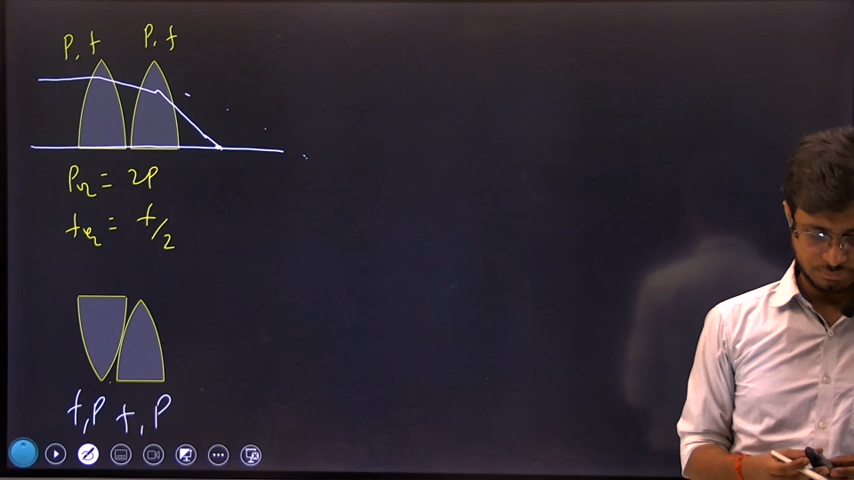 P, f P, f
Peq = 2P
feq = f/2
f, P f, P